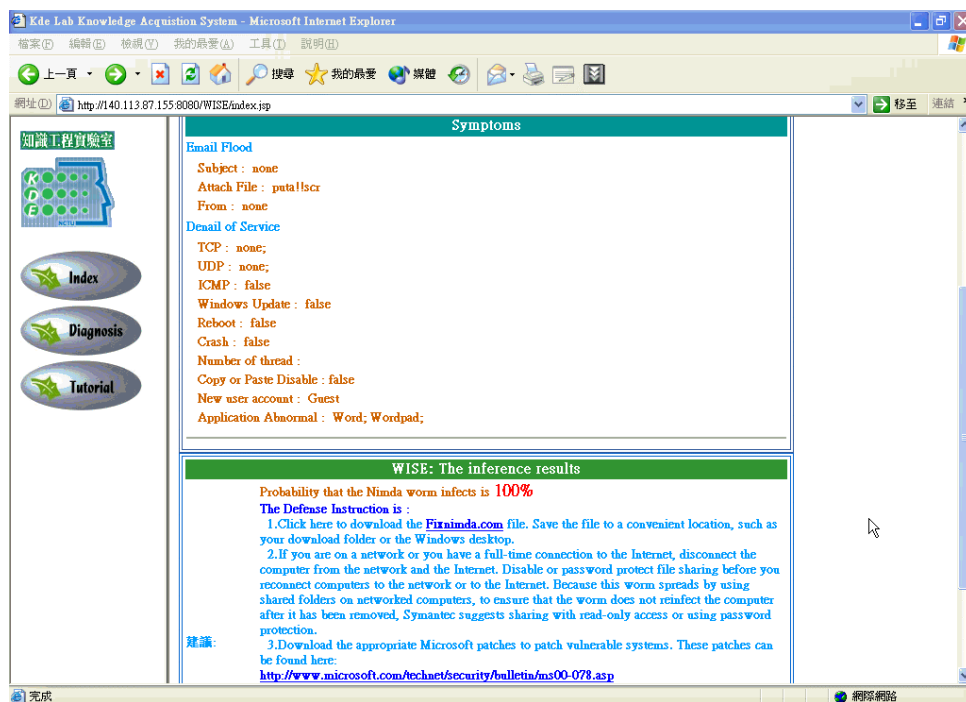 Kde Lab Knowledge Acquistion System - Microsoft Internet Explorer
檔案(F) 編輯(E) 檢視(V) 我的最愛(A) 工具(T) 說明(H)
上一頁 搜尋 我的最愛 媒體
網址(D) http://140.113.87.155:8080/WISE/index.jsp 移至 連結
知識工程實驗室
KDE
NCTU
Index
Diagnosis
Tutorial
Symptoms
Email Flood
Subject : none
Attach File : puta!!scr
From : none
Denail of Service
TCP : none;
UDP : none;
ICMP : false
Windows Update : false
Reboot : false
Crash : false
Number of thread :
Copy or Paste Disable : false
New user account : Guest
Application Abnormal : Word; Wordpad;
WISE: The inference results
建議:
Probability that the Nimda worm infects is 100%
The Defense Instruction is :
1.Click here to download the Fixnimda.com file. Save the file to a convenient location, such as
your download folder or the Windows desktop.
2.If you are on a network or you have a full-time connection to the Internet, disconnect the
computer from the network and the Internet. Disable or password protect file sharing before you
reconnect computers to the network or to the Internet. Because this worm spreads by using
shared folders on networked computers, to ensure that the worm does not reinfect the computer
after it has been removed, Symantec suggests sharing with read-only access or using password
protection.
3.Download the appropriate Microsoft patches to patch vulnerable systems. These patches can
be found here:
http://www.microsoft.com/technet/security/bulletin/ms00-078.asp
完成 網際網路